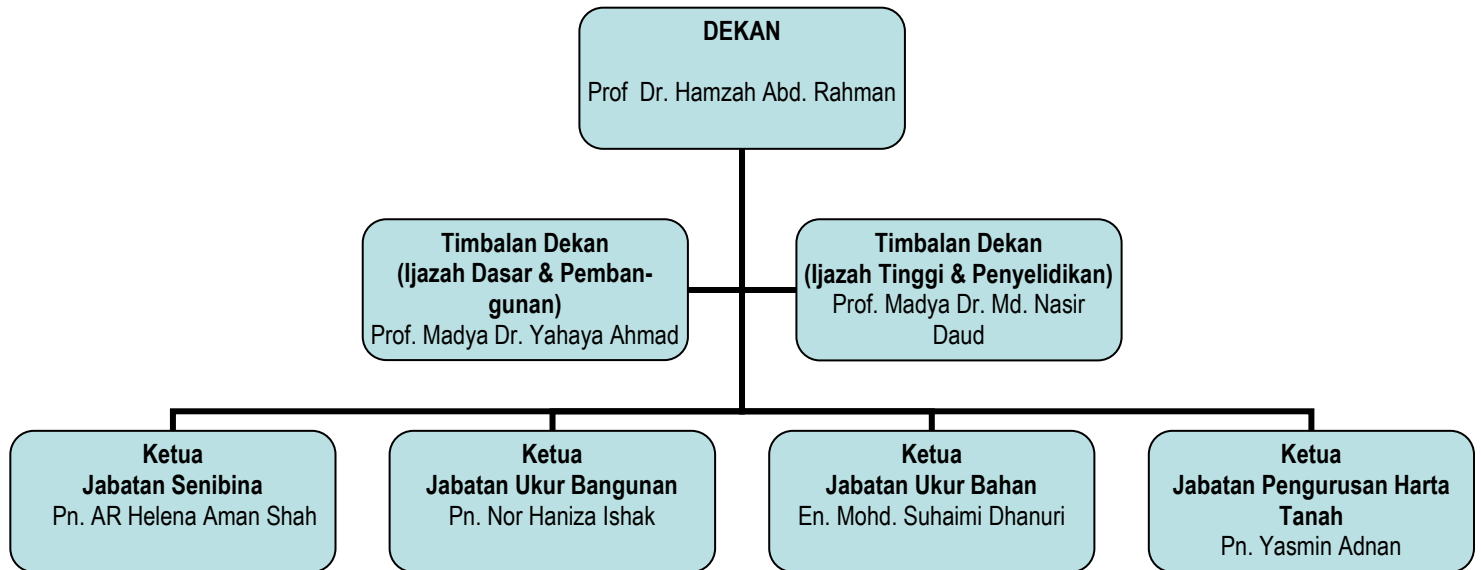 DEKAN
Prof Dr. Hamzah Abd. Rahman
Timbalan Dekan
(Ijazah Dasar & Pemban-
gunan)
Prof. Madya Dr. Yahaya Ahmad
Timbalan Dekan
(Ijazah Tinggi & Penyelidikan)
Prof. Madya Dr. Md. Nasir
Daud
Ketua
Jabatan Senibina
Pn. AR Helena Aman Shah
Ketua
Jabatan Ukur Bangunan
Pn. Nor Haniza Ishak
Ketua
Jabatan Ukur Bahan
En. Mohd. Suhaimi Dhanuri
Ketua
Jabatan Pengurusan Harta
Tanah
Pn. Yasmin Adnan